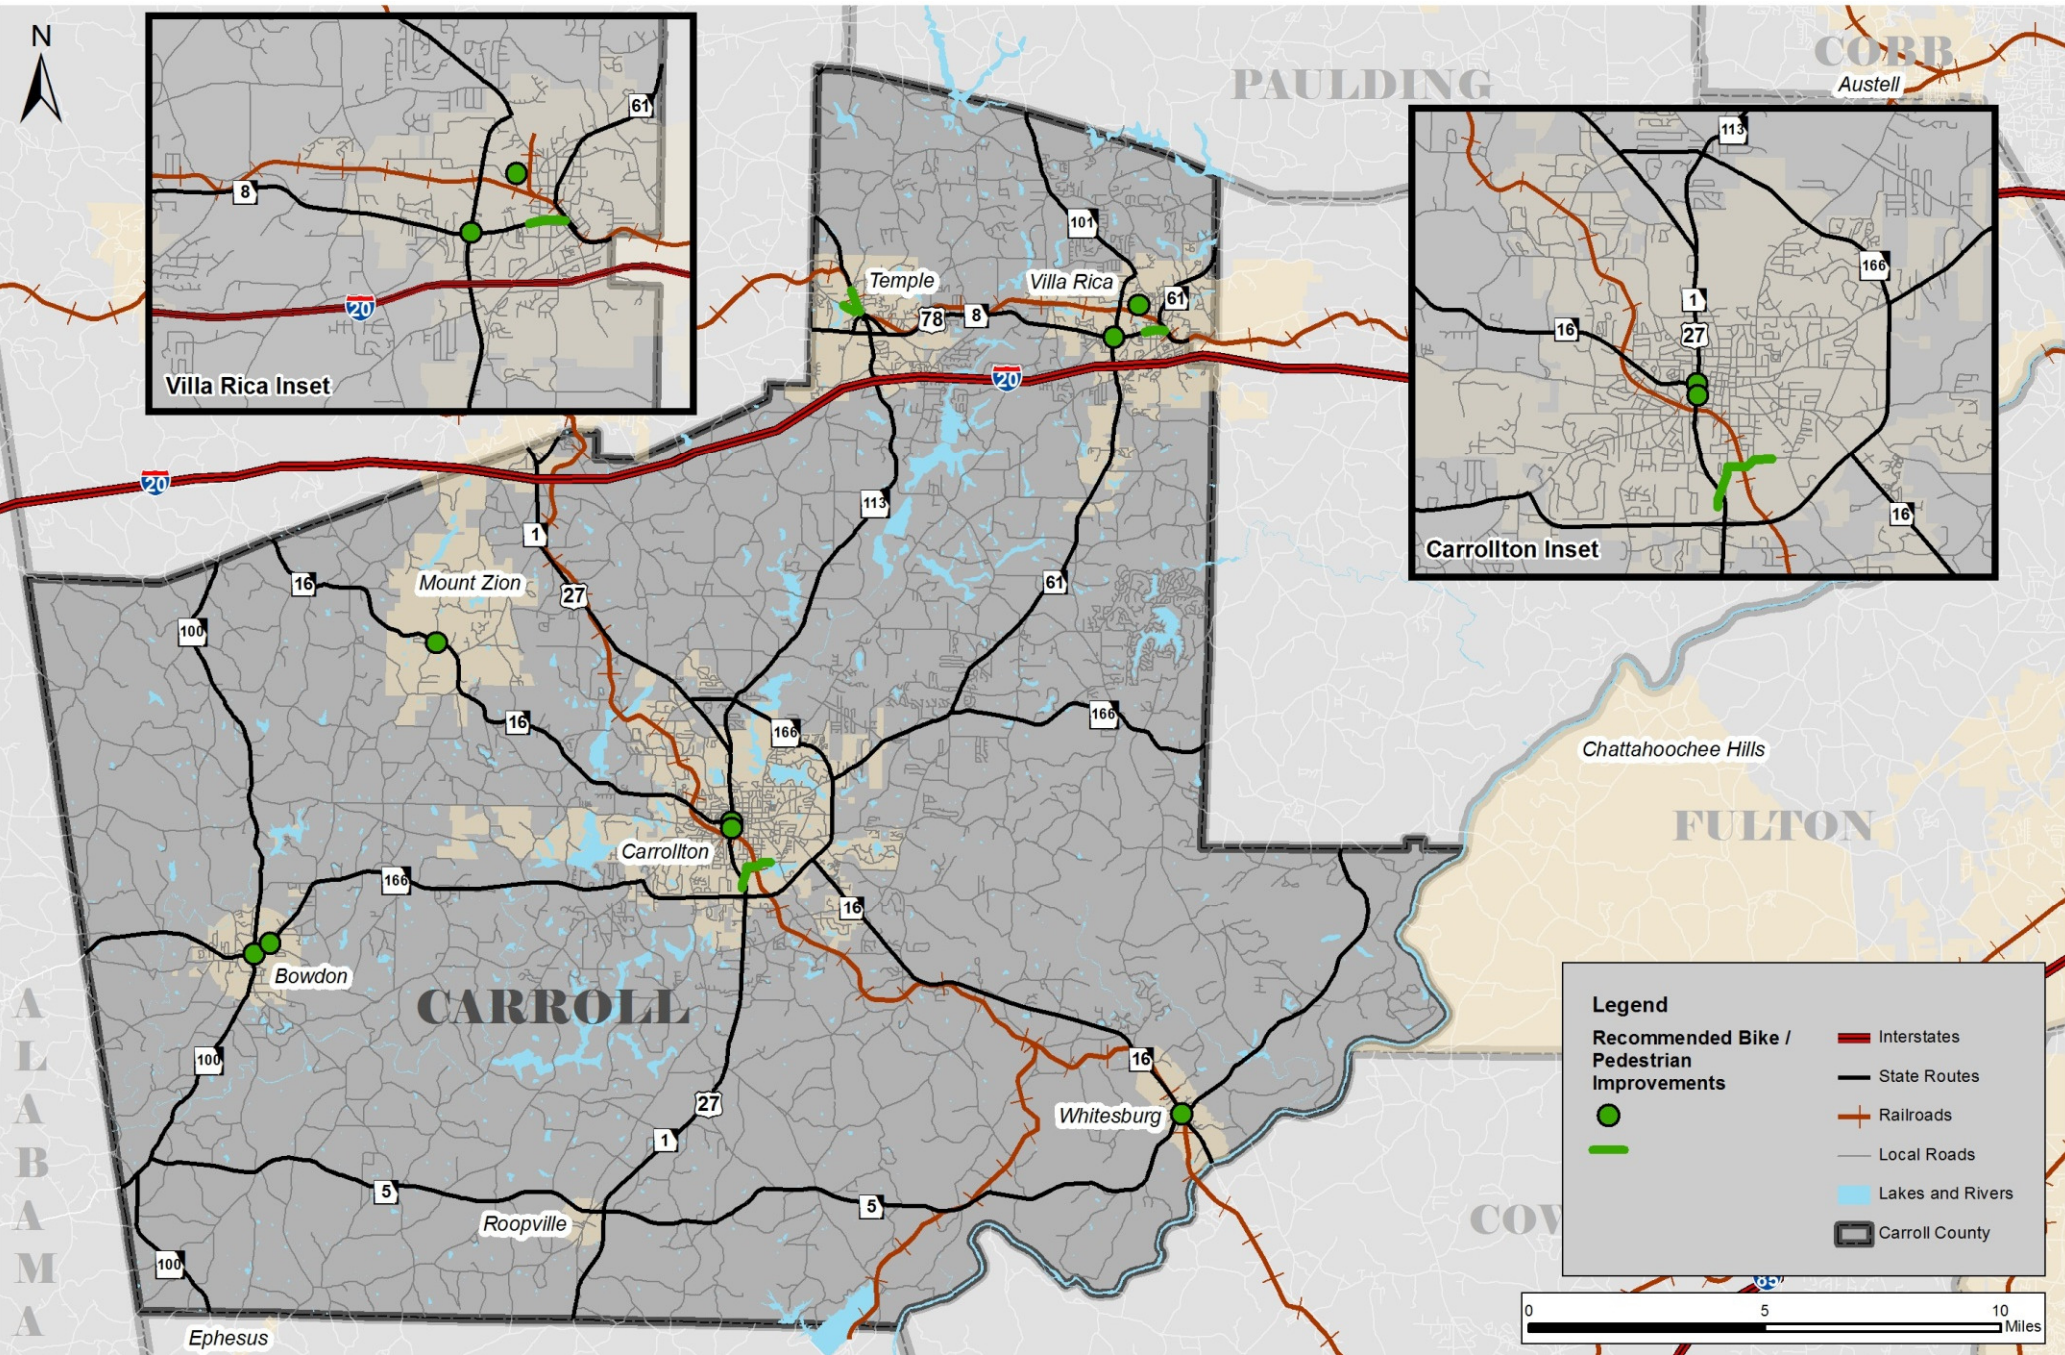 N
61
8
20
Villa Rica Inset
PAULDING
COBB
Austell
113
166
1
27
16
16
Carrollton Inset
101
Temple
Villa Rica
61
78
8
20
20
113
1
Mount Zion
16
27
61
100
16
166
166
Chattahoochee Hills
FULTON
Carrollton
166
16
Bowdon
CARROLL
ALABAMA
100
16
27
Whitesburg
1
5
5
Roopville
100
Ephesus
COW
85
Legend
Recommended Bike /
Pedestrian
Improvements
Interstates
State Routes
Railroads
Local Roads
Lakes and Rivers
Carroll County
0 5 10
Miles